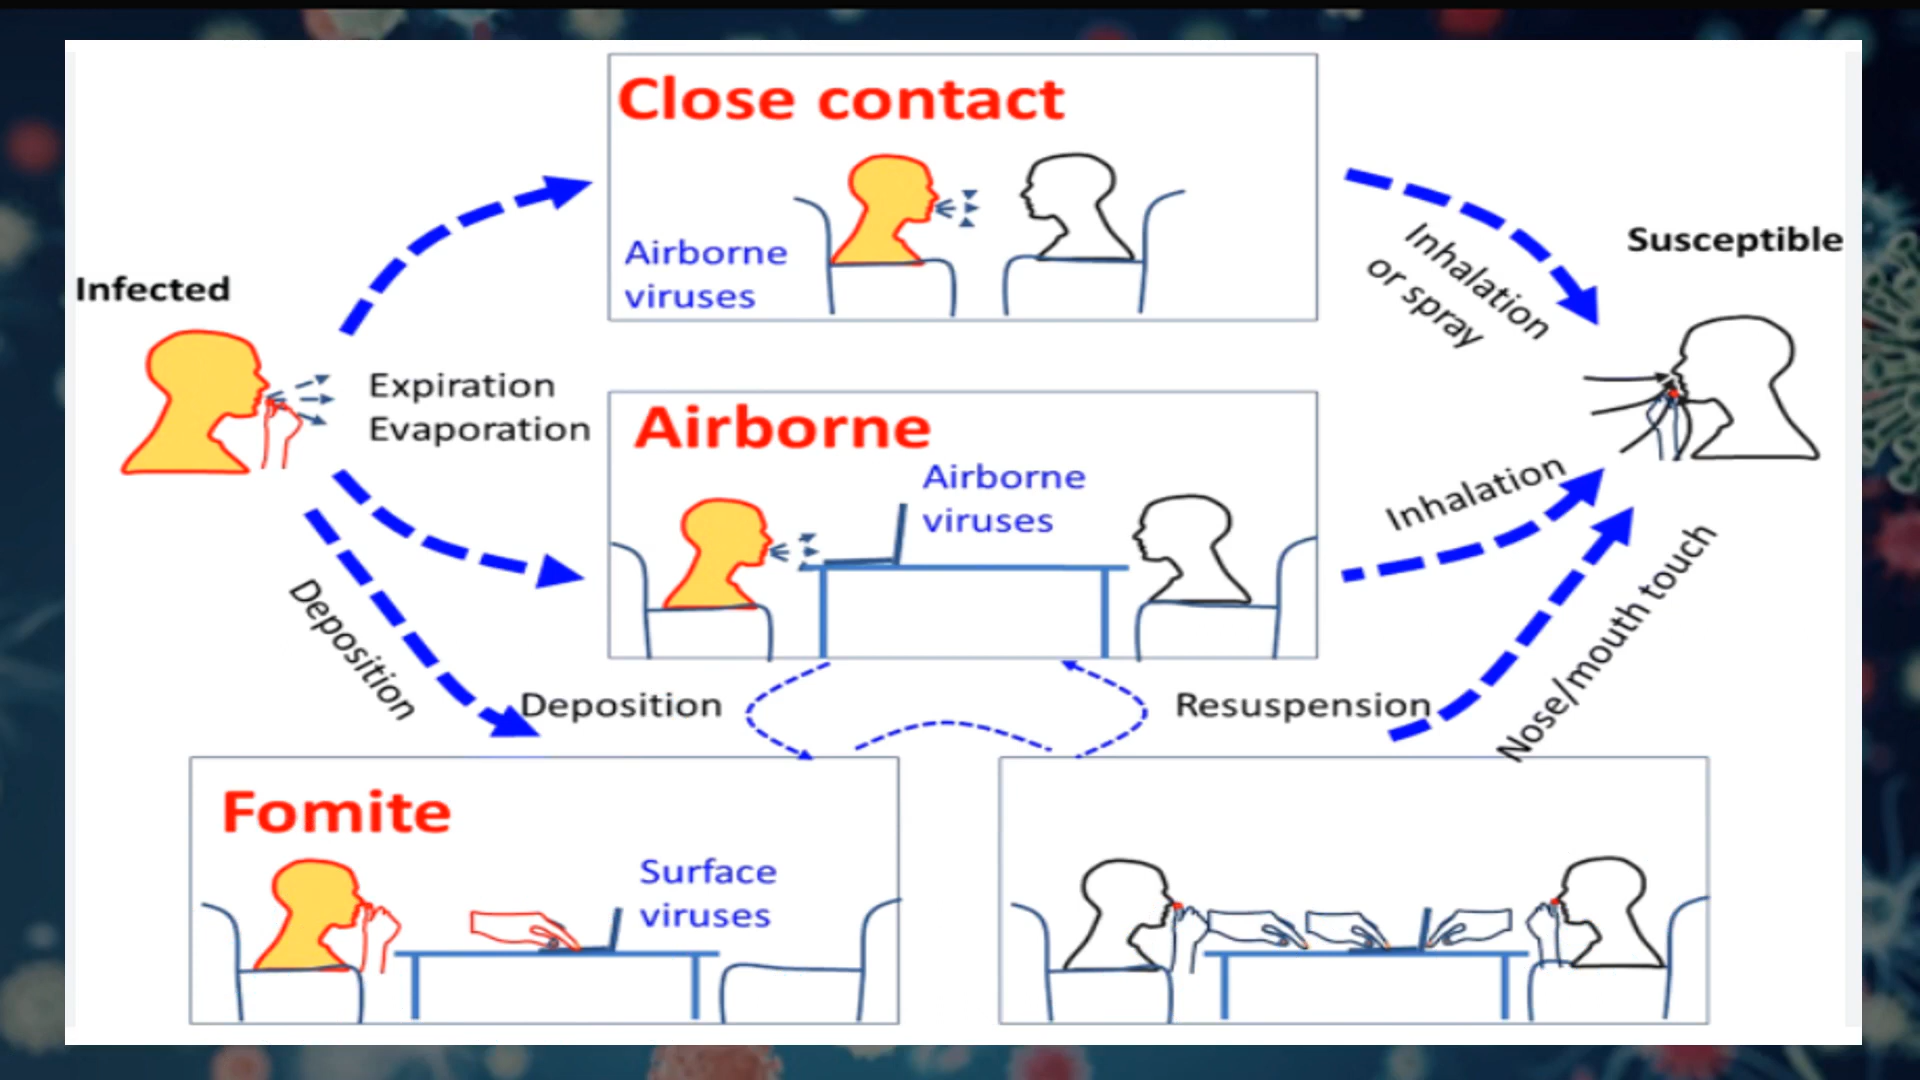 Close contact
Airborne
viruses
Infected
Expiration
Evaporation
Inhalation
or spray
Susceptible
Airborne
Airborne
viruses
Inhalation
Deposition
Deposition
Resuspension
Nose/mouth touch
Fomite
Surface
viruses